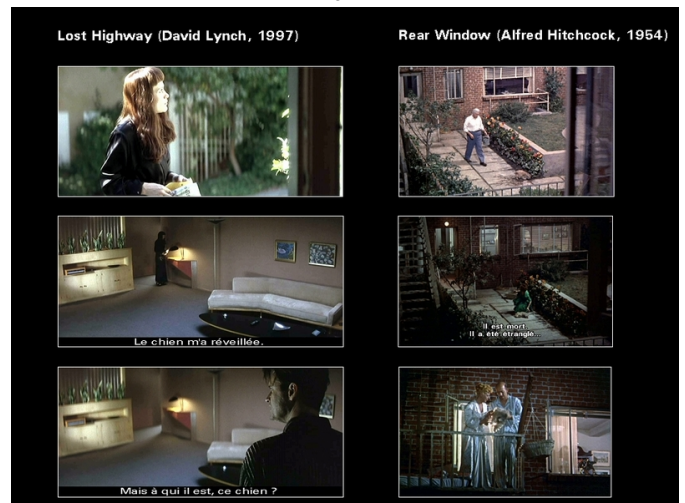 Lost Highway (David Lynch, 1997)
Rear Window (Alfred Hitchcock, 1954)
Le chien m'a réveillée.
Il est mort.
Il a été étranglé...
Mais à qui il est, ce chien ?